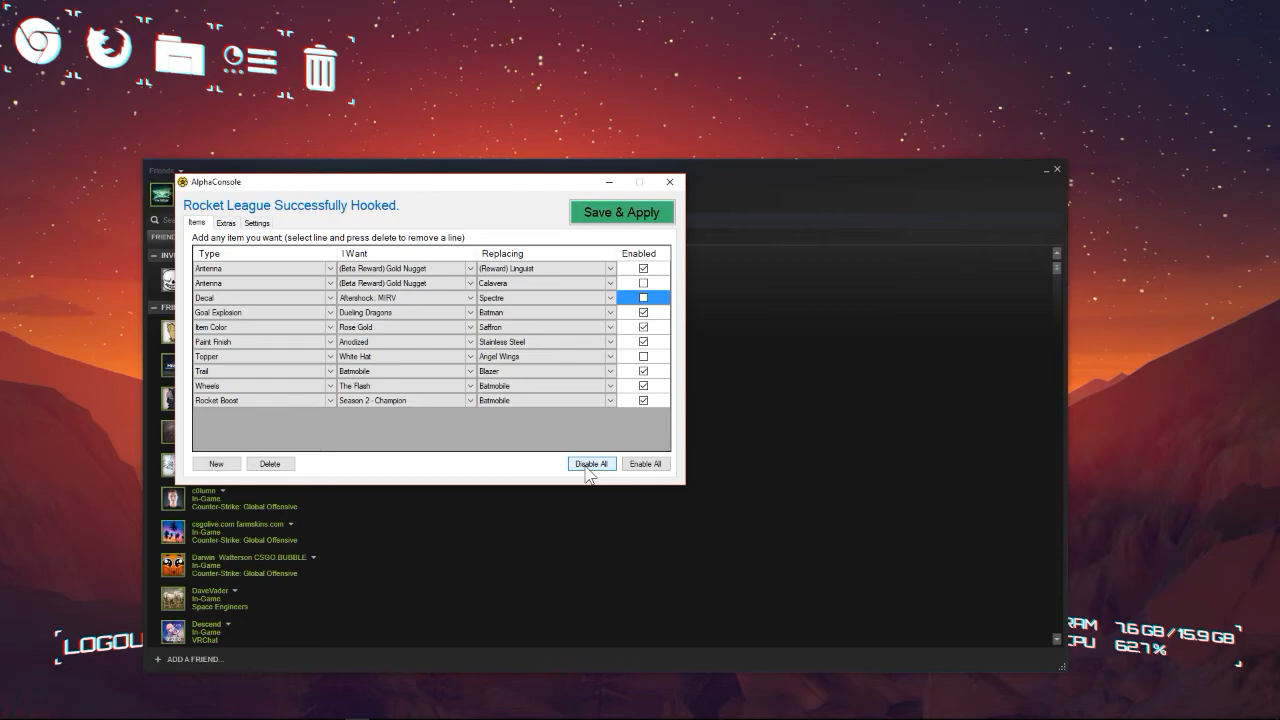 Friends
AlphaConsole
Rocket League Successfully Hooked.
Save & Apply
Items Extras Settings
Add any item you want (select line and press delete to remove a line)
Type I Want Replacing Enabled
Antenna (Beta Reward) Gold Nugget (Reward) Linguist
Antenna (Beta Reward) Gold Nugget Calavera
Decal Aftershock: MIRV Spectre
Goal Explosion Dueling Dragons Batman
Item Color Rose Gold Saffron
Paint Finish Anodized Stainless Steel
Topper White Hat Angel Wings
Trail Batmobile Blazer
Wheels The Flash Batmobile
Rocket Boost Season 2 - Champion Batmobile
New Delete Disable All Enable All
c0lumn
In-Game
Counter-Strike: Global Offensive
csgolive.com farmskins.com
In-Game
Counter-Strike: Global Offensive
Darwin Watterson CSGO.BUBBLE
In-Game
Counter-Strike: Global Offensive
DaveVader
In-Game
Space Engineers
Descend
In-Game
VRChat
+ ADD A FRIEND...
LOGOU
RAM 7.6 GB / 15.9 GB
CPU 62.7%